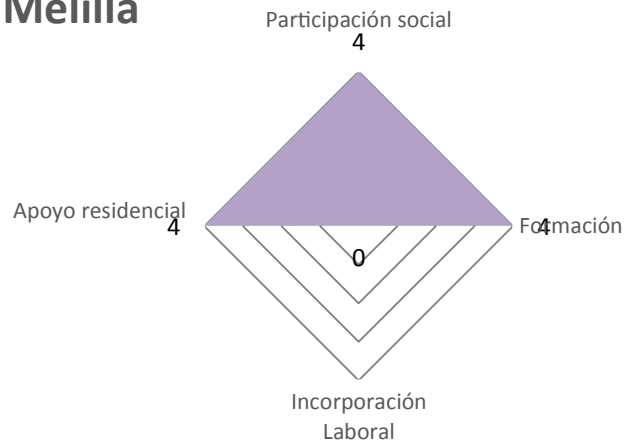 Melilla
Participación social
4
Apoyo residencial
4
Formación
4
0
Incorporación
Laboral